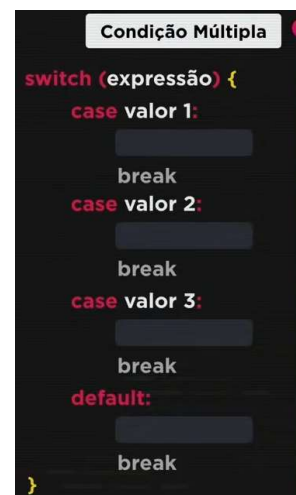 Condição Múltipla
switch (expressão) {
case valor 1:
break
case valor 2:
break
case valor 3:
break
default:
break
}